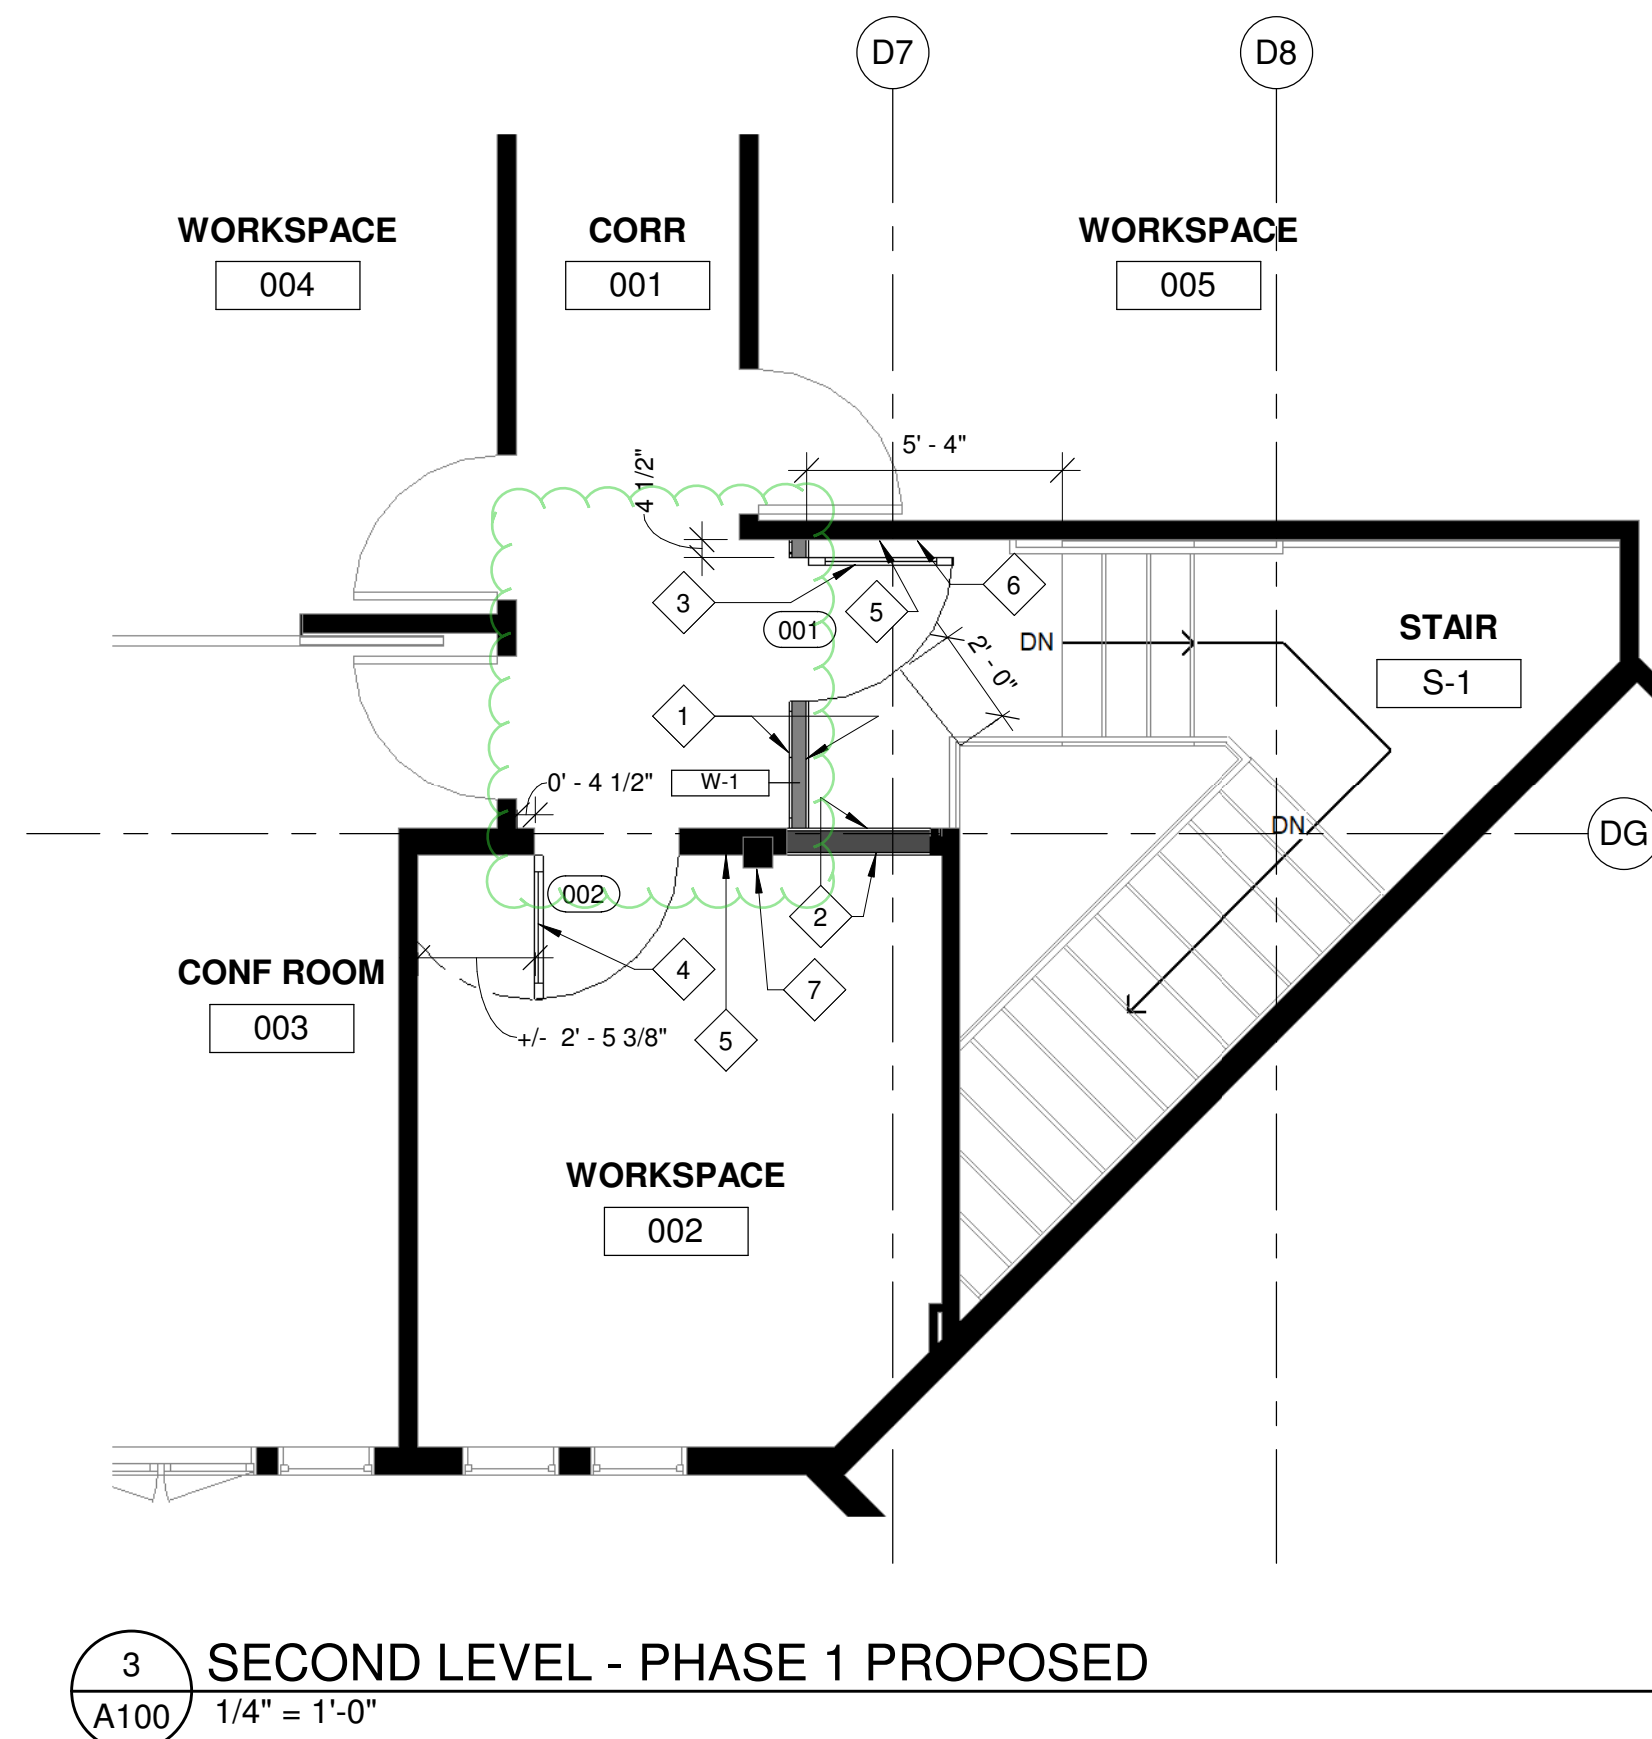 D7
D8
WORKSPACE
004
CORR
001
WORKSPACE
005
4 1/2"
5' - 4"
3
001
5
6
DN
2' - 0"
STAIR
S-1
1
0' - 4 1/2"
W-1
DN
DG
002
2
CONF ROOM
003
4
7
+/- 2' - 5 3/8"
5
WORKSPACE
002
3
SECOND LEVEL - PHASE 1 PROPOSED
A100
1/4" = 1'-0"